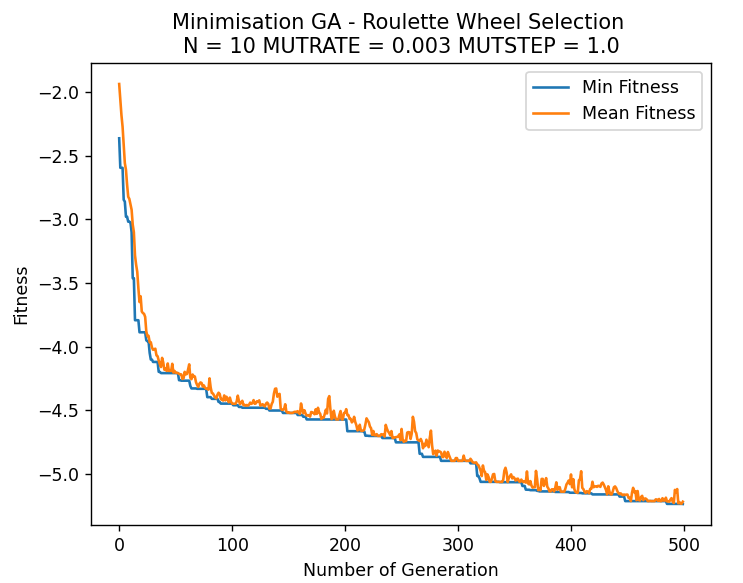 Minimisation GA - Roulette Wheel Selection
N = 10 MUTRATE = 0.003 MUTSTEP = 1.0
Min Fitness
Mean Fitness
−2.0
−2.5
−3.0
−3.5
−4.0
−4.5
−5.0
Fitness
0 100 200 300 400 500
Number of Generation